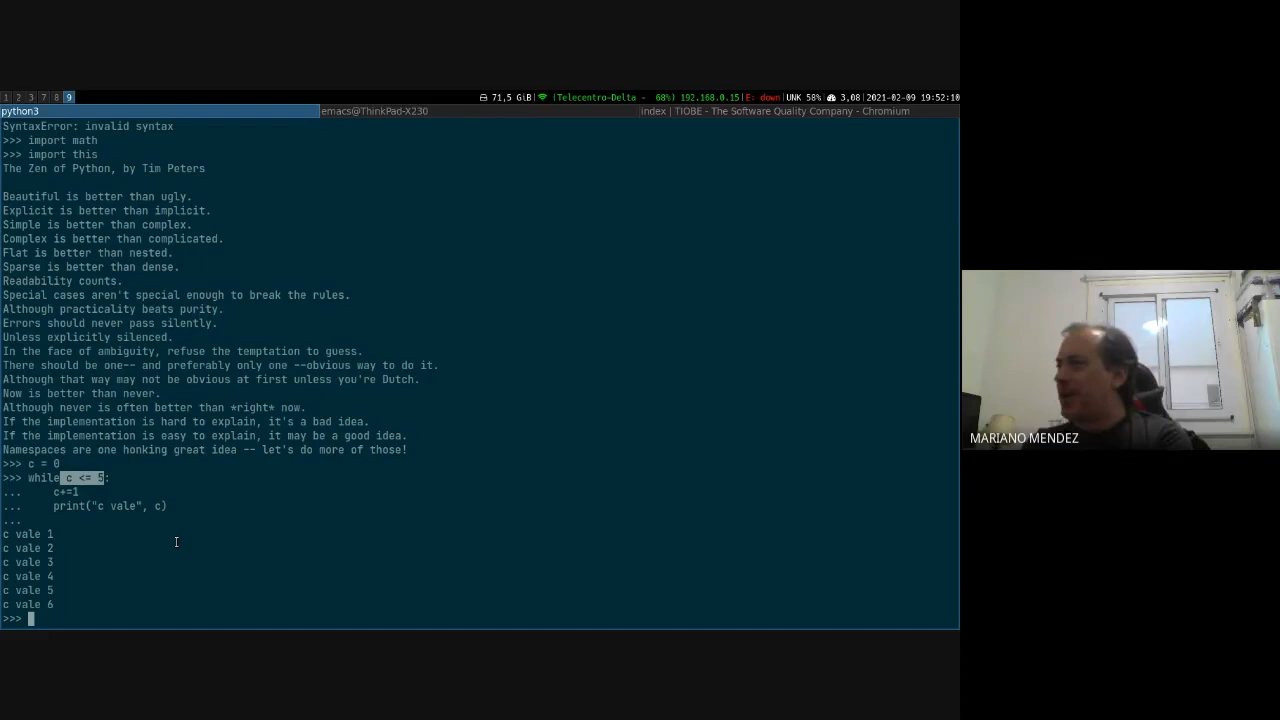 1 2 3 7 8 9
71,5 GiB| (Telecentro-Delta - 68%) 192.168.0.15|E: down|UNK 58%| 3,08|2021-02-09 19:52:10
python3
emacs@ThinkPad-X230
index | TIOBE - The Software Quality Company - Chromium
SyntaxError: invalid syntax
>>> import math
>>> import this
The Zen of Python, by Tim Peters
Beautiful is better than ugly.
Explicit is better than implicit.
Simple is better than complex.
Complex is better than complicated.
Flat is better than nested.
Sparse is better than dense.
Readability counts.
Special cases aren't special enough to break the rules.
Although practicality beats purity.
Errors should never pass silently.
Unless explicitly silenced.
In the face of ambiguity, refuse the temptation to guess.
There should be one-- and preferably only one --obvious way to do it.
Although that way may not be obvious at first unless you're Dutch.
Now is better than never.
Although never is often better than *right* now.
If the implementation is hard to explain, it's a bad idea.
If the implementation is easy to explain, it may be a good idea.
Namespaces are one honking great idea -- let's do more of those!
>>> c = 0
>>> while c <= 5:
...     c+=1
...     print("c vale", c)
...
c vale 1
c vale 2
c vale 3
c vale 4
c vale 5
c vale 6
>>>
MARIANO MENDEZ